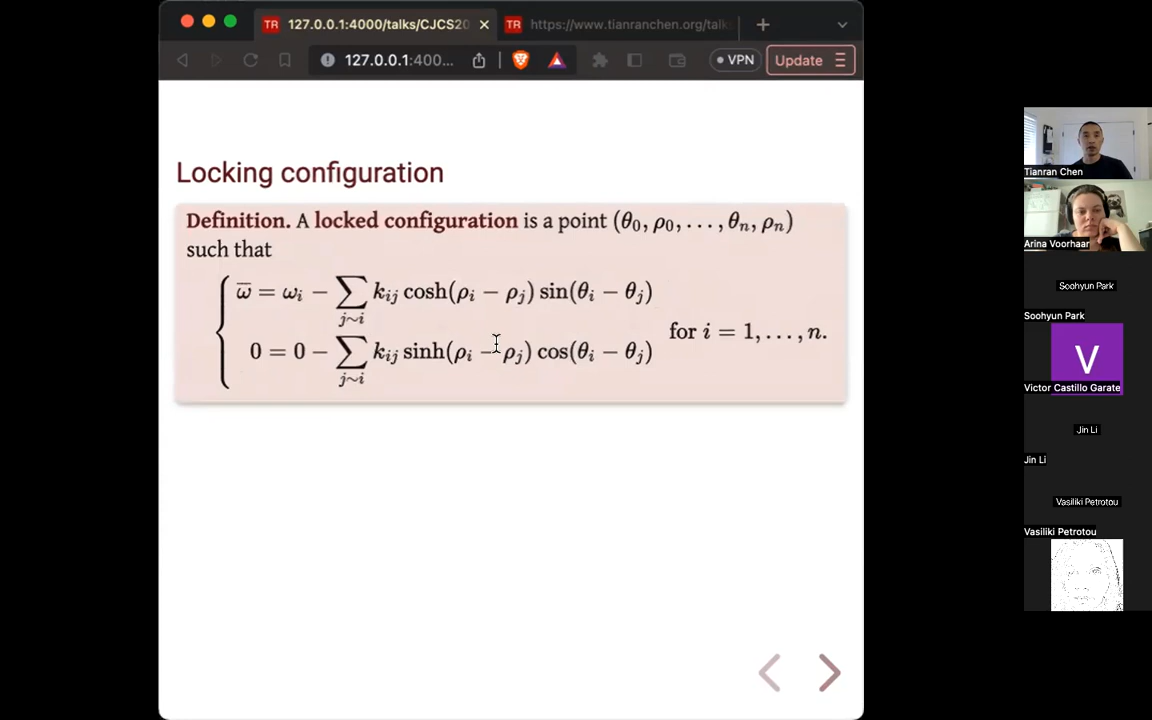 TR 127.0.0.1:4000/talks/CJCS20
TR https://www.tianranchen.org/talk
127.0.0.1:400...
VPN
Update
Locking configuration
Definition. A locked configuration is a point (θ₀, ρ₀, . . . , θₙ, ρₙ)
such that
ω̅ = ωᵢ − ∑_{j∼i} kᵢⱼ cosh(ρᵢ − ρⱼ) sin(θᵢ − θⱼ)
0 = 0 − ∑_{j∼i} kᵢⱼ sinh(ρᵢ − ρⱼ) cos(θᵢ − θⱼ)
for i = 1, . . . , n.
Tianran Chen
Arina Voorhaar
Soohyun Park
Soohyun Park
V
Victor Castillo Garate
Jin Li
Jin Li
Vasiliki Petrotou
Vasiliki Petrotou